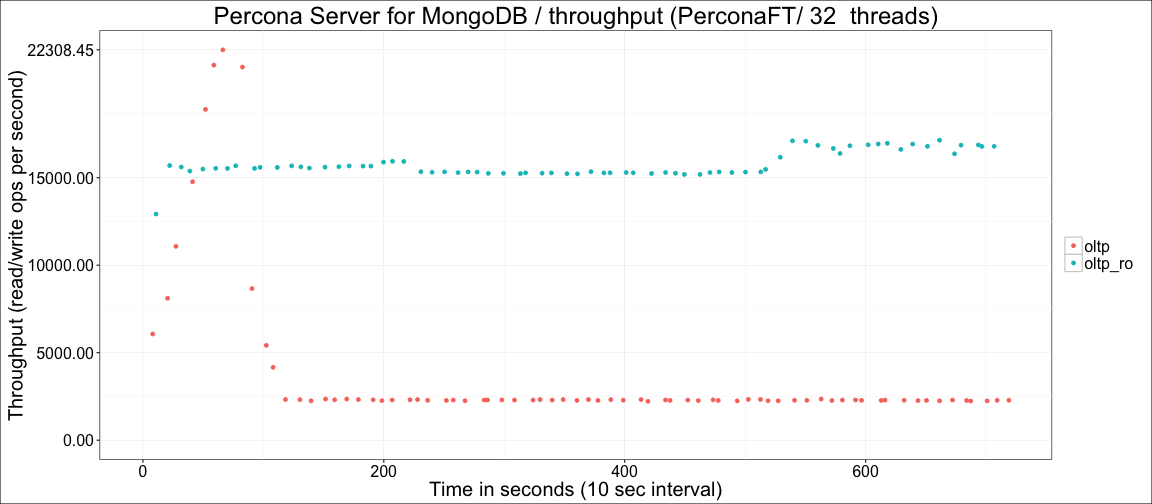 Percona Server for MongoDB / throughput (PerconaFT/ 32  threads)
Throughput (read/write ops per second)
22308.45
15000.00
10000.00
5000.00
0.00
0
200
400
600
Time in seconds (10 sec interval)
oltp
oltp_ro